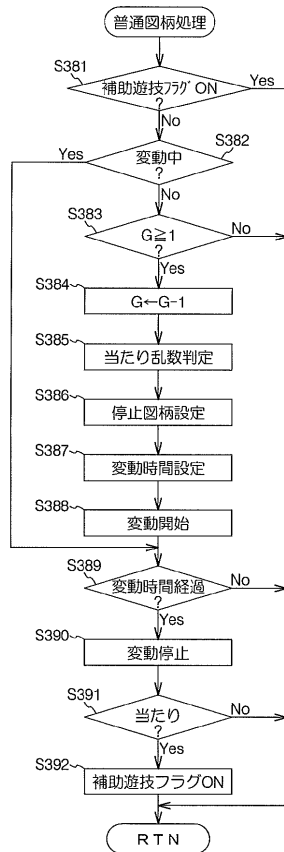 普通図柄処理
S381
補助遊技フラグON
?
Yes
No
S382
変動中
?
Yes
No
S383
G≧1
?
No
Yes
S384
G←G-1
S385
当たり乱数判定
S386
停止図柄設定
S387
変動時間設定
S388
変動開始
S389
変動時間経過
?
No
Yes
S390
変動停止
S391
当たり
?
No
Yes
S392
補助遊技フラグON
RTN